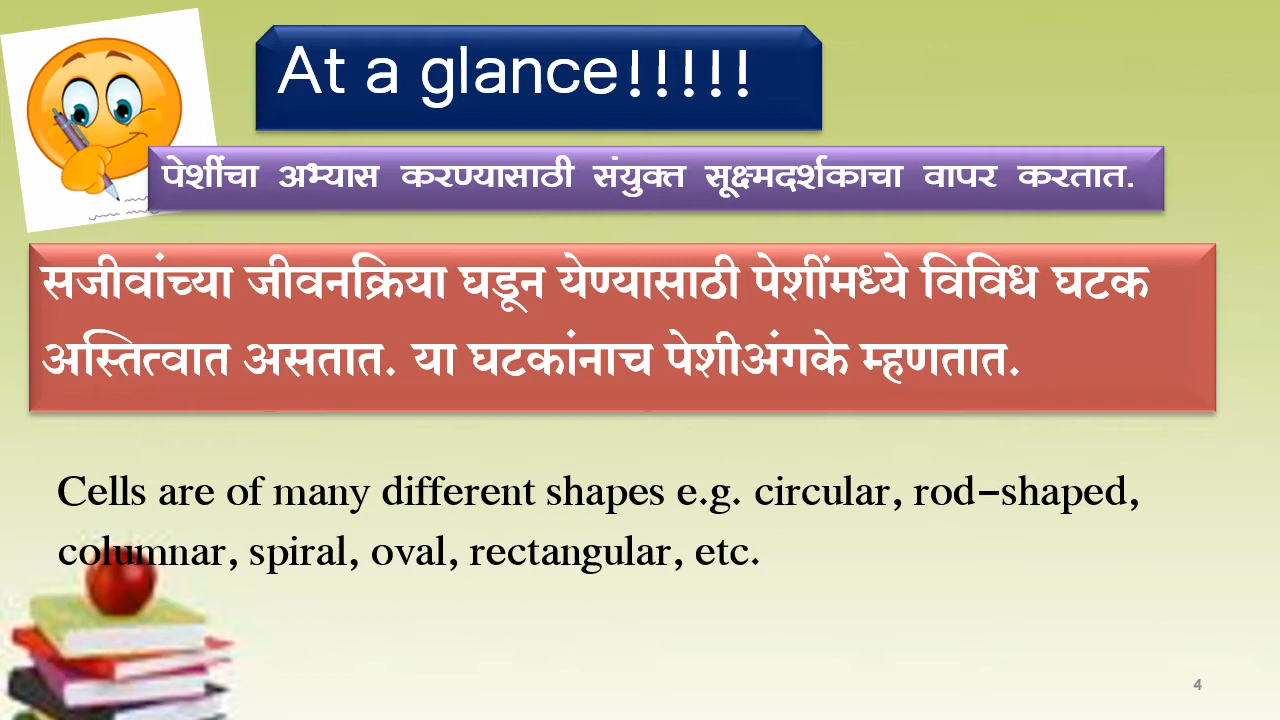 At a glance!!!!!
पेशींचा अभ्यास करण्यासाठी संयुक्त सूक्ष्मदर्शकाचा वापर करतात.
सजीवांच्या जीवनक्रिया घडून येण्यासाठी पेशींमध्ये विविध घटक
अस्तित्वात असतात. या घटकांनाच पेशीअंगके म्हणतात.
Cells are of many different shapes e.g. circular, rod-shaped,
columnar, spiral, oval, rectangular, etc.
4